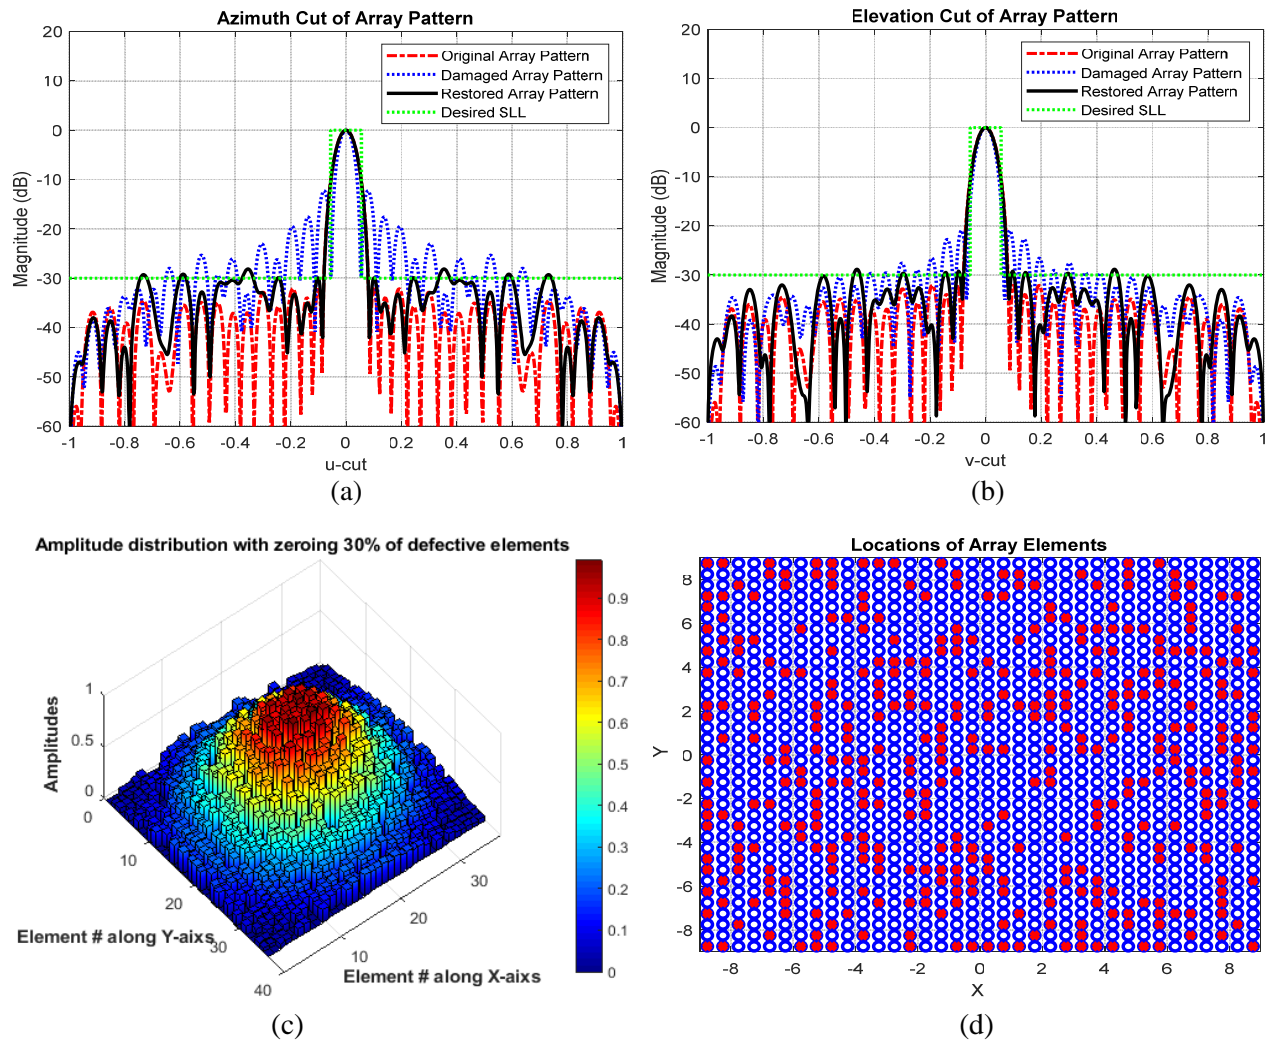 Azimuth Cut of Array Pattern
20
10
0
-10
-20
-30
-40
-50
-60
Magnitude (dB)
Original Array Pattern
Damaged Array Pattern
Restored Array Pattern
Desired SLL
-1 -0.8 -0.6 -0.4 -0.2 0 0.2 0.4 0.6 0.8 1
u-cut
(a)
Elevation Cut of Array Pattern
20
10
0
-10
-20
-30
-40
-50
-60
Magnitude (dB)
Original Array Pattern
Damaged Array Pattern
Restored Array Pattern
Desired SLL
-1 -0.8 -0.6 -0.4 -0.2 0 0.2 0.4 0.6 0.8 1
v-cut
(b)
Amplitude distribution with zeroing 30% of defective elements
1
0.5
0
Amplitudes
0
10
20
30
40
Element # along Y-aixs
10
20
30
Element # along X-aixs
0.9
0.8
0.7
0.6
0.5
0.4
0.3
0.2
0.1
0
(c)
Locations of Array Elements
8
6
4
2
0
-2
-4
-6
-8
Y
-8 -6 -4 -2 0 2 4 6 8
X
(d)